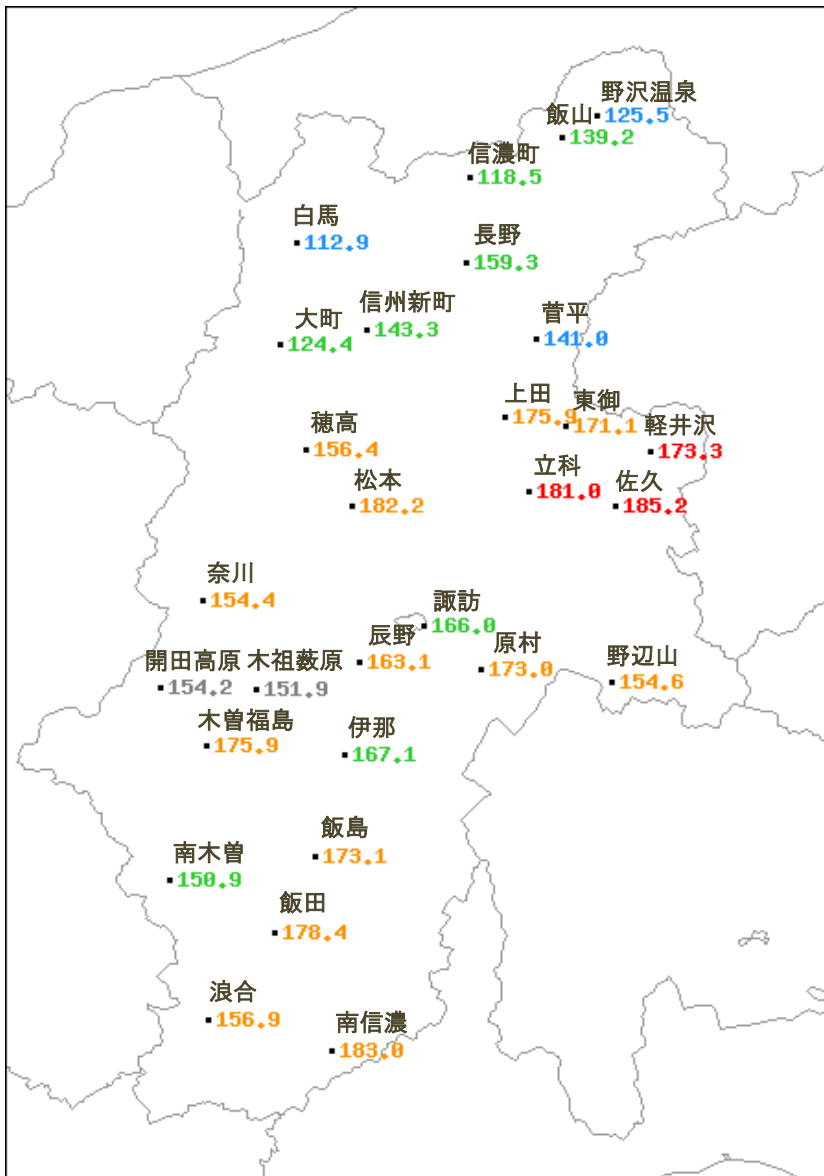 野沢温泉
125.5
飯山
139.2
信濃町
118.5
白馬
112.9
長野
159.3
信州新町
143.3
大町
124.4
菅平
141.0
上田
175.9
東御
171.1
軽井沢
173.3
穂高
156.4
松本
182.2
立科
181.0
佐久
185.2
奈川
154.4
諏訪
166.0
辰野
163.1
原村
173.0
野辺山
154.6
開田高原
154.2
木祖薮原
151.9
木曽福島
175.9
伊那
167.1
飯島
173.1
南木曽
150.9
飯田
178.4
浪合
156.9
南信濃
183.0